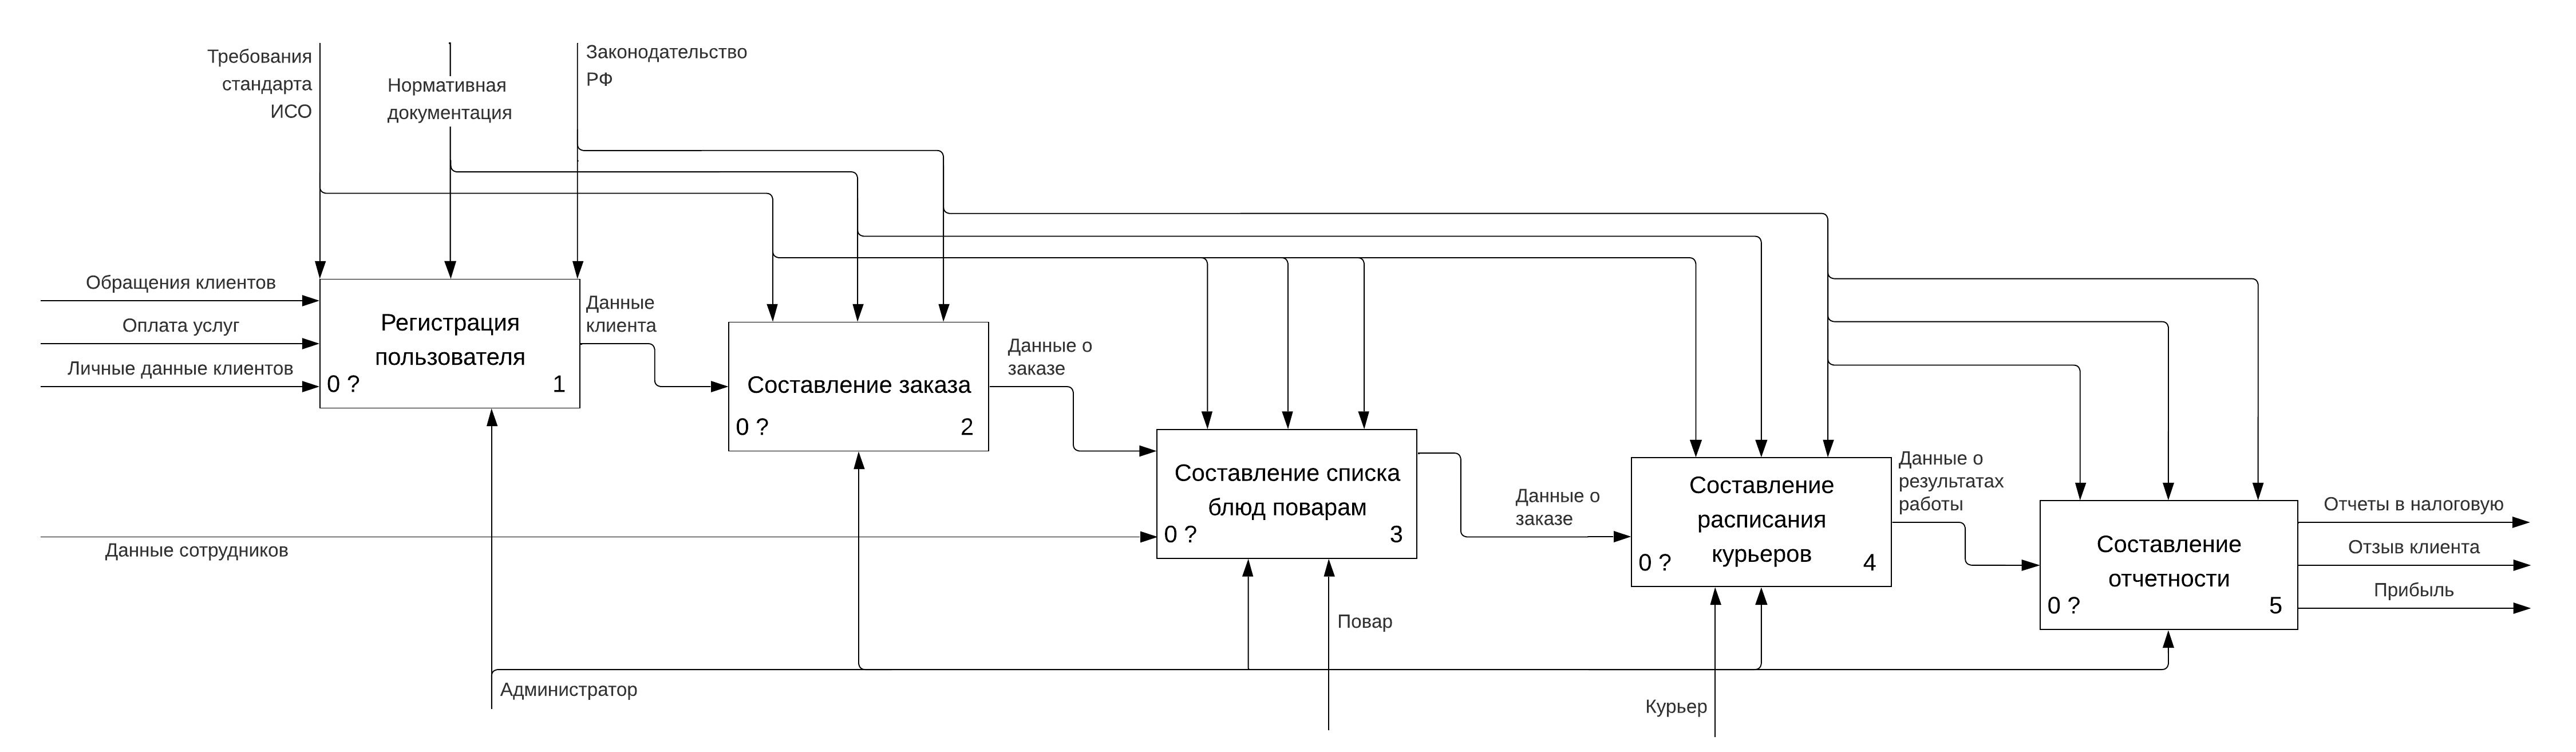 Требования
стандарта
ИСО
Нормативная
документация
Законодательство
РФ
Обращения клиентов
Оплата услуг
Личные данные клиентов
Регистрация
пользователя
0 ?
1
Данные
клиента
Составление заказа
0 ?
2
Данные о
заказе
Данные сотрудников
Составление списка
блюд поварам
0 ?
3
Данные о
заказе
Составление
расписания
курьеров
0 ?
4
Данные о
результатах
работы
Составление
отчетности
0 ?
5
Отчеты в налоговую
Отзыв клиента
Прибыль
Администратор
Повар
Курьер